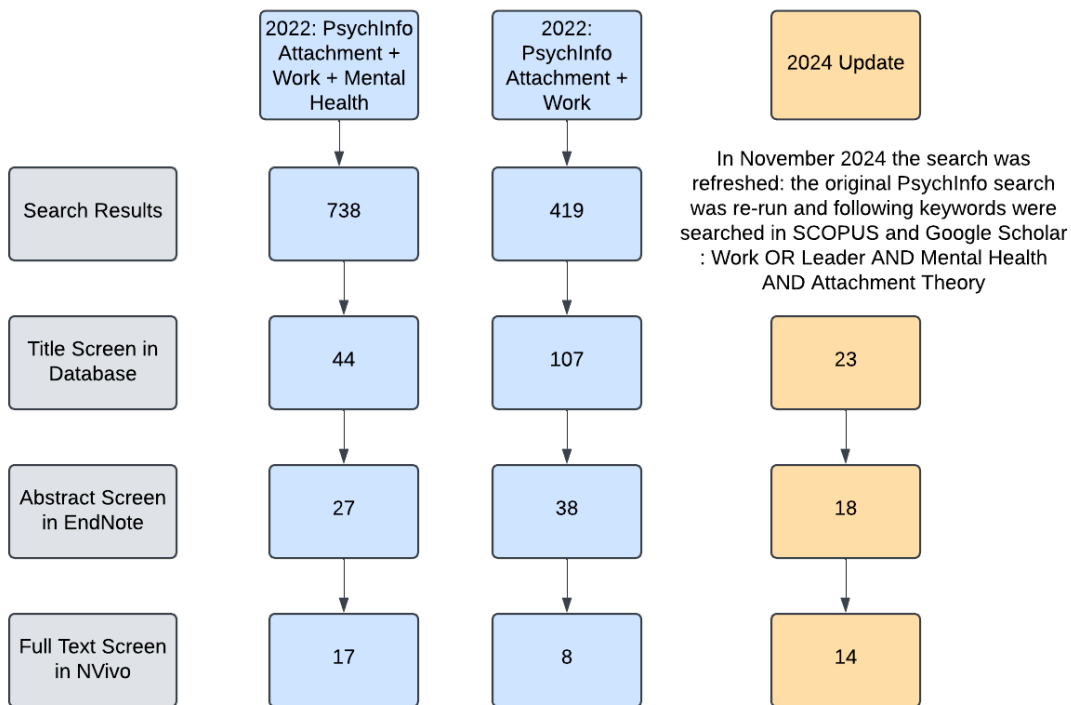 2022: PsychInfo
Attachment +
Work + Mental
Health
2022:
PsychInfo
Attachment +
Work
2024 Update
In November 2024 the search was
refreshed: the original PsychInfo search
was re-run and following keywords were
searched in SCOPUS and Google Scholar
: Work OR Leader AND Mental Health
AND Attachment Theory
Search Results
738
419
Title Screen in
Database
44
107
23
Abstract Screen
in EndNote
27
38
18
Full Text Screen
in NVivo
17
8
14